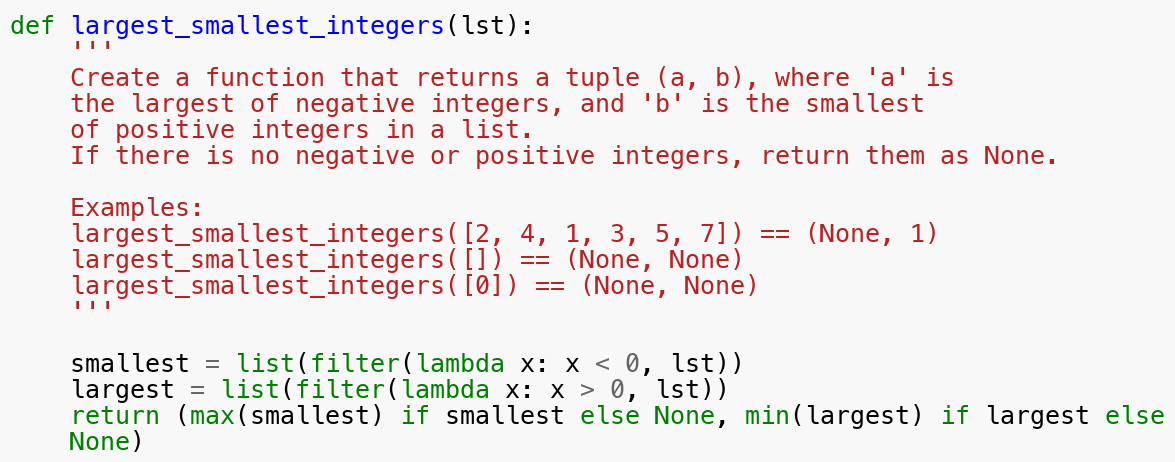 def largest_smallest_integers(lst):
    '''
    Create a function that returns a tuple (a, b), where 'a' is
    the largest of negative integers, and 'b' is the smallest
    of positive integers in a list.
    If there is no negative or positive integers, return them as None.

    Examples:
    largest_smallest_integers([2, 4, 1, 3, 5, 7]) == (None, 1)
    largest_smallest_integers([]) == (None, None)
    largest_smallest_integers([0]) == (None, None)
    '''

    smallest = list(filter(lambda x: x < 0, lst))
    largest = list(filter(lambda x: x > 0, lst))
    return (max(smallest) if smallest else None, min(largest) if largest else
    None)